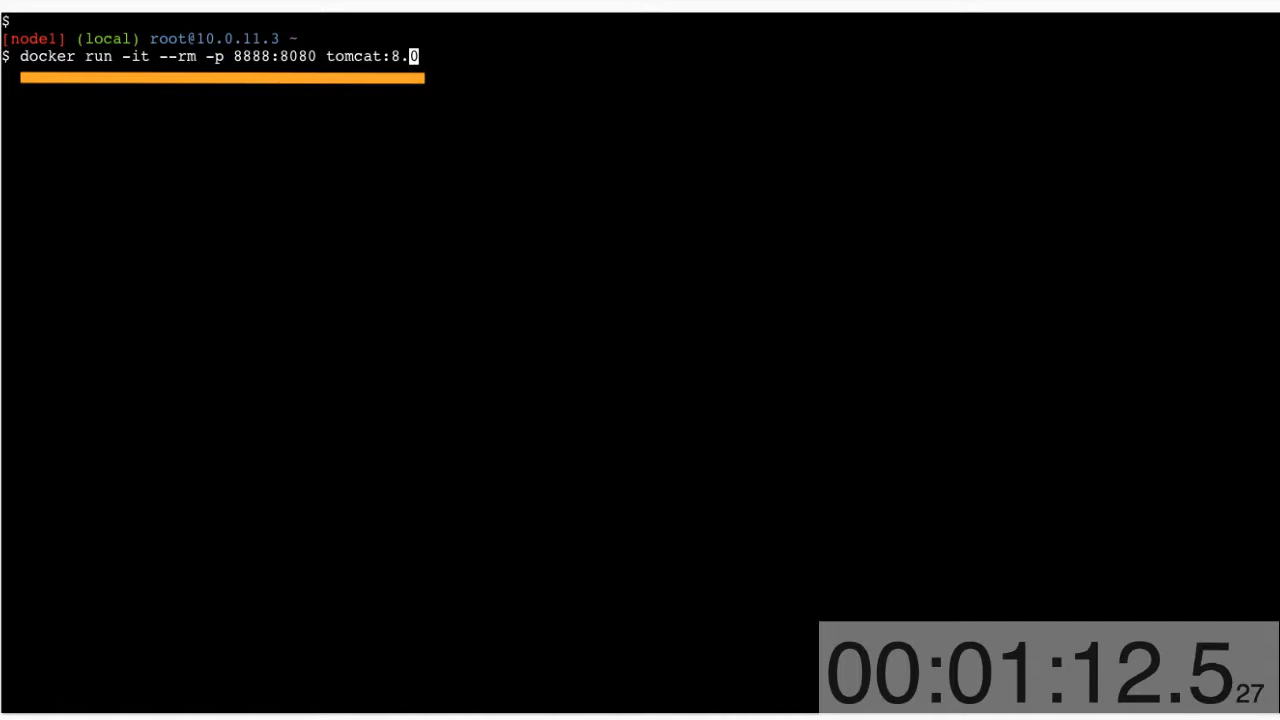 $
[node1] (local) root@10.0.11.3 ~
$ docker run -it --rm -p 8888:8080 tomcat:8.0
00:01:12.527